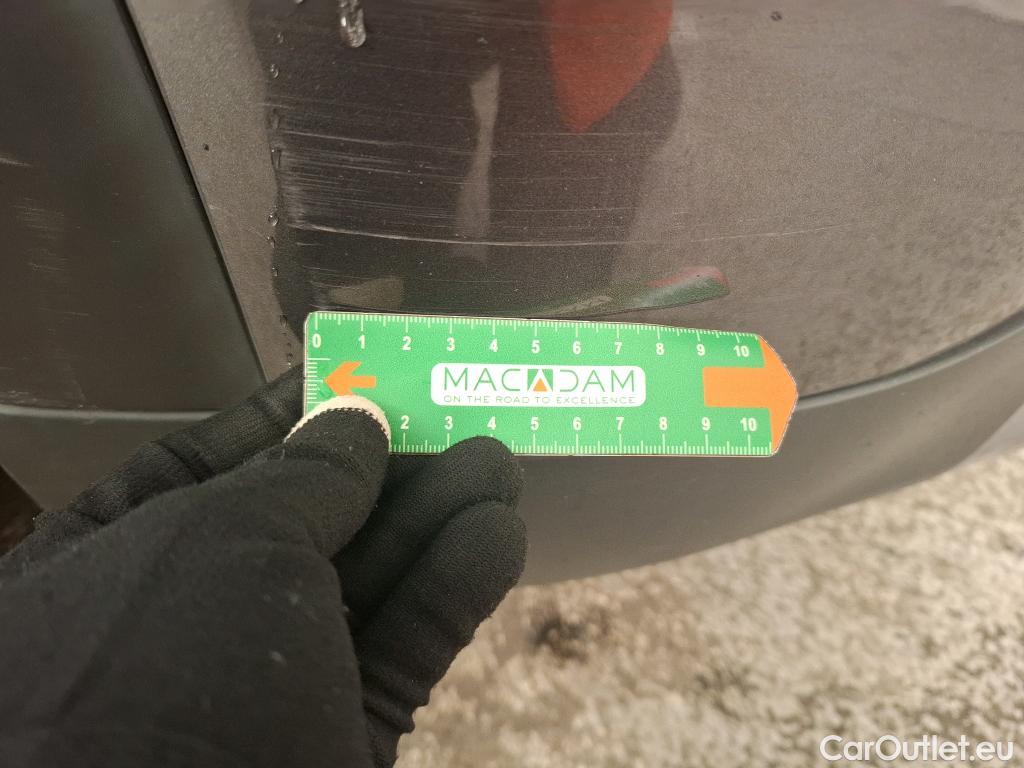 0 1 2 3 4 5 6 7 8 9 10
MACADAM
ON THE ROAD TO EXCELLENCE
2 3 4 5 6 7 8 9 10
CarOutlet.eu